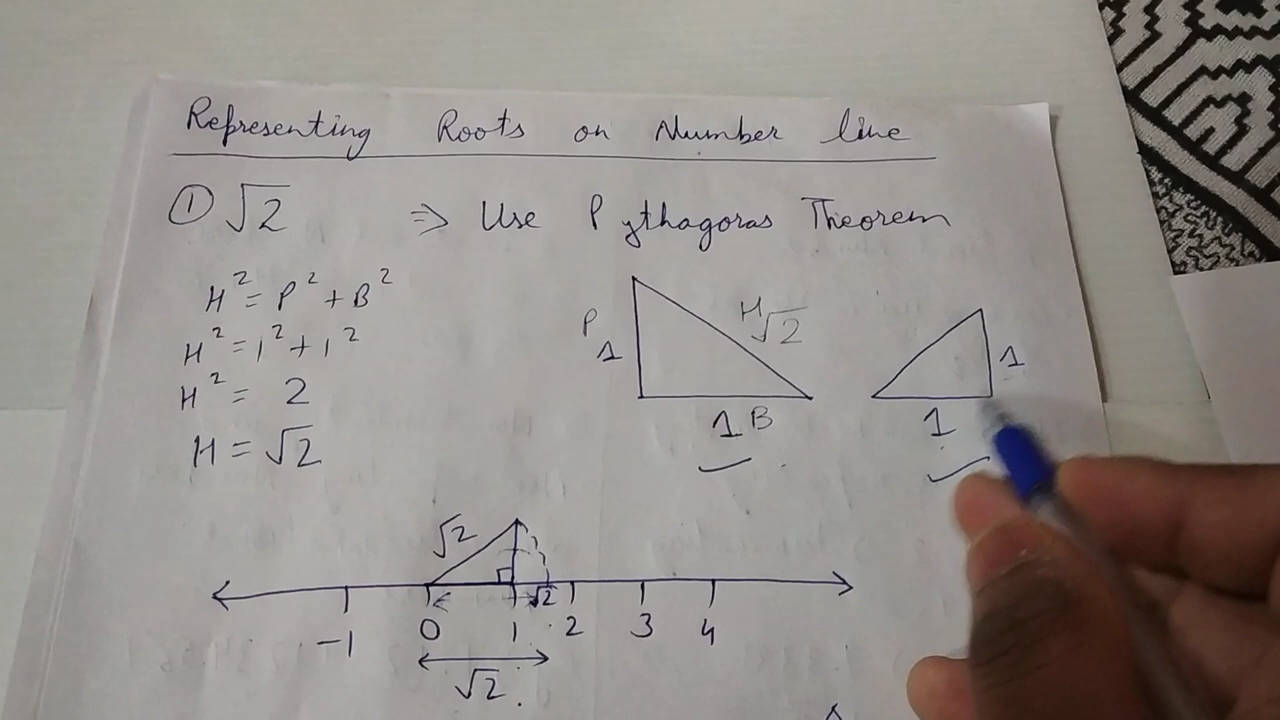 Representing Roots on Number line
① √2 ⇒ Use Pythagoras Theorem
H² = P² + B²
H² = 1² + 1²
H² = 2
H = √2
P
1
H √2
1 B
1
1
√2
-1 0 1 √2 2 3 4
√2